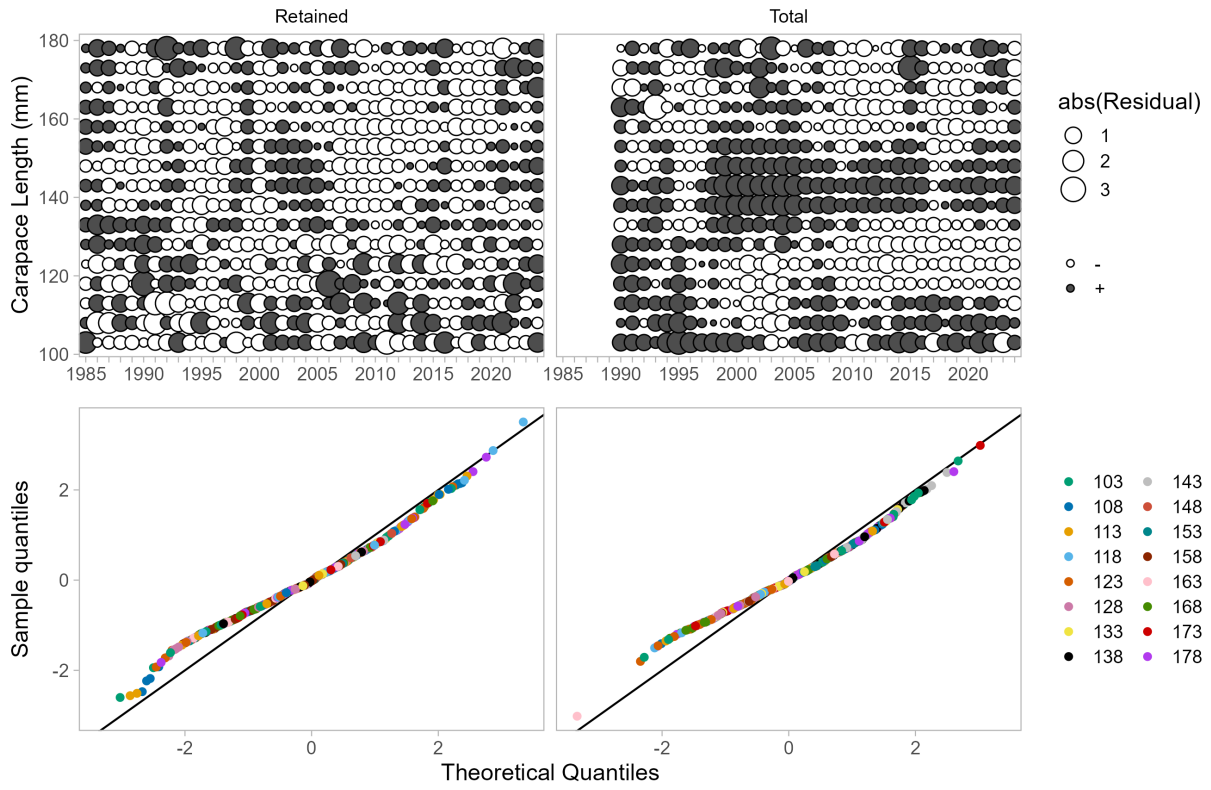 Retained Total
Carapace Length (mm)
180
160
140
120
100
1985 1990 1995 2000 2005 2010 2015 2020
1985 1990 1995 2000 2005 2010 2015 2020
abs(Residual)
1
2
3
-
+
Sample quantiles
2
0
-2
-2 0 2
-2 0 2
Theoretical Quantiles
103 143
108 148
113 153
118 158
123 163
128 168
133 173
138 178